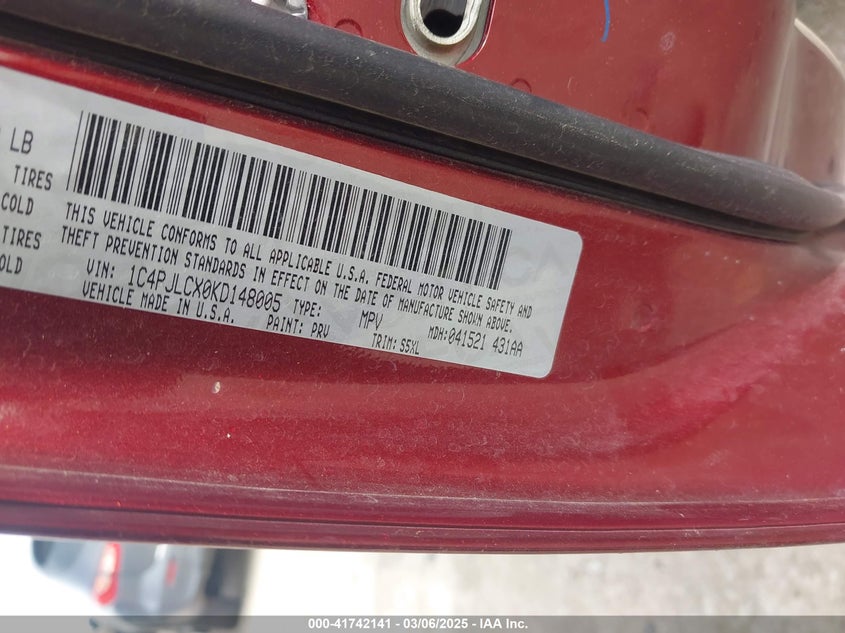 LB
TIRES
COLD
TIRES
OLD
THIS VEHICLE CONFORMS TO ALL APPLICABLE U.S.A. FEDERAL MOTOR VEHICLE SAFETY AND
THEFT PREVENTION STANDARDS IN EFFECT ON THE DATE OF MANUFACTURE SHOWN ABOVE.
VIN: 1C4PJLCX0KD148005 TYPE: MPV MDH:041521 431AA
VEHICLE MADE IN U.S.A. PAINT: PRV TRIM: S5XL
000-41742141 - 03/06/2025 - IAA Inc.